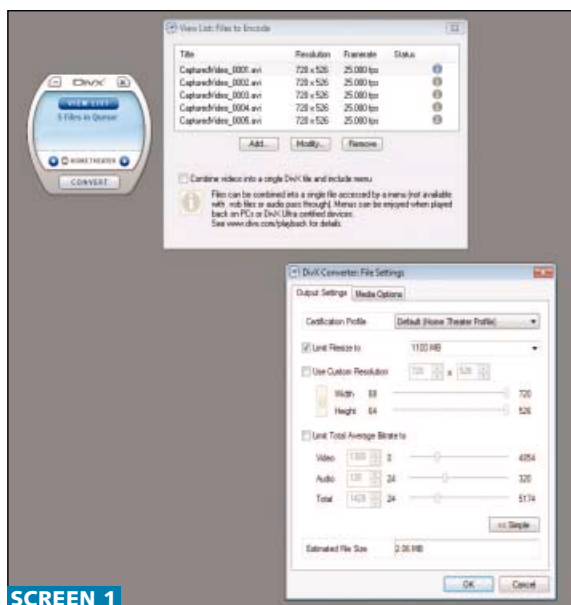 View List: Files to Encode
Title Resolution Framerate Status
CapturedVideo_0001.avi 720 x 526 25.000 fps
CapturedVideo_0002.avi 720 x 526 25.000 fps
CapturedVideo_0003.avi 720 x 526 25.000 fps
CapturedVideo_0004.avi 720 x 526 25.000 fps
CapturedVideo_0005.avi 720 x 526 25.000 fps
Add... Modify... Remove
Combine videos into a single DivX file and include menu
Files can be combined into a single file accessed by a menu (not available
with .vob files or audio pass through). Menus can be enjoyed when played
back on PCs or DivX Ultra certified devices.
See www.divx.com/playback for details.
DivX
VIEW LIST
5 Files in Queue
HOME THEATER
CONVERT
DivX Converter: File Settings
Output Settings Media Options
Certification Profile Default (Home Theater Profile)
Limit Filesize to 1100 MB
Use Custom Resolution 720 x 526
Width 88 720
Height 64 526
Limit Total Average Bitrate to
Video 0 4854
Audio 24 320
Total 24 5174
<< Simple
Estimated File Size 2.06 MB
OK Cancel
SCREEN 1